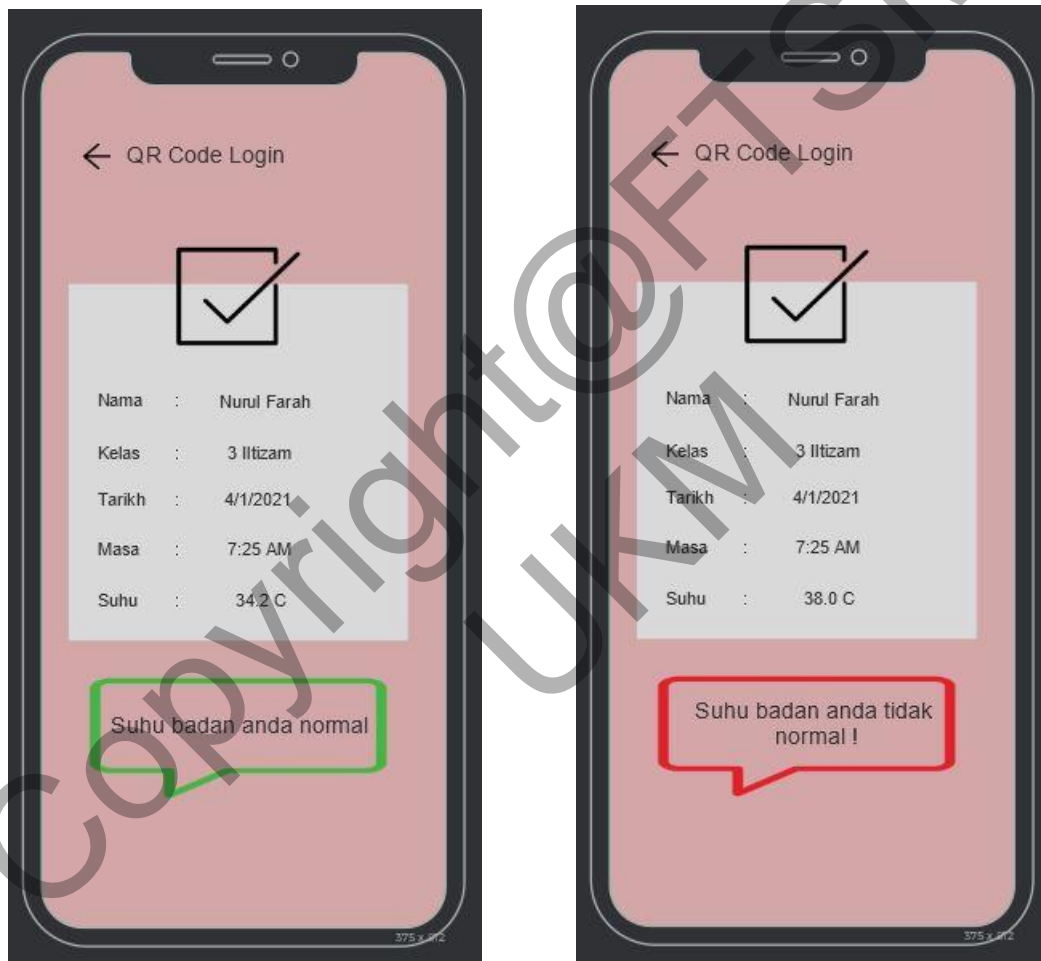 QR Code Login
Nama : Nurul Farah
Kelas : 3 Iltizam
Tarikh : 4/1/2021
Masa : 7:25 AM
Suhu : 34.2 C
Suhu badan anda normal
375 x 812
QR Code Login
Nama : Nurul Farah
Kelas : 3 Iltizam
Tarikh : 4/1/2021
Masa : 7:25 AM
Suhu : 38.0 C
Suhu badan anda tidak
normal !
375 x 812
Copyright@FTSM
UKM